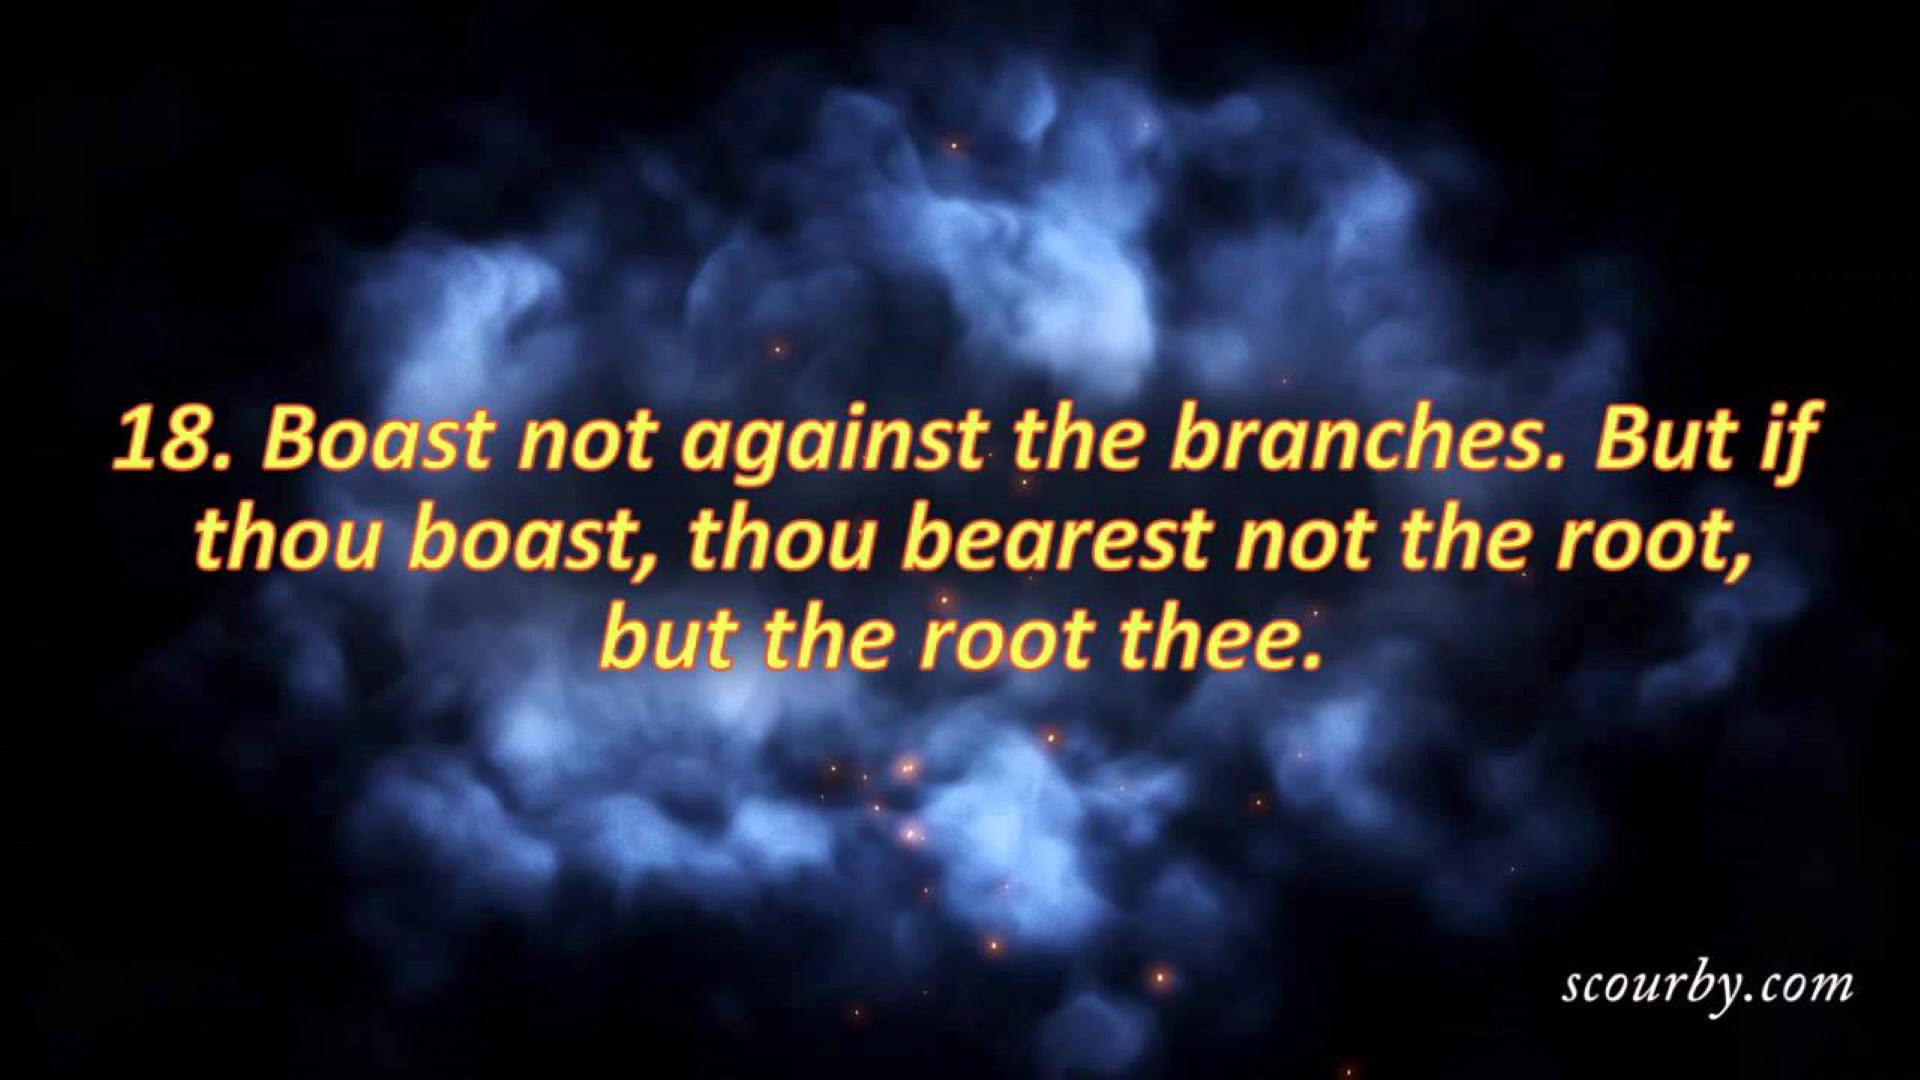 18. Boast not against the branches. But if
thou boast, thou bearest not the root,
but the root thee.
scourby.com